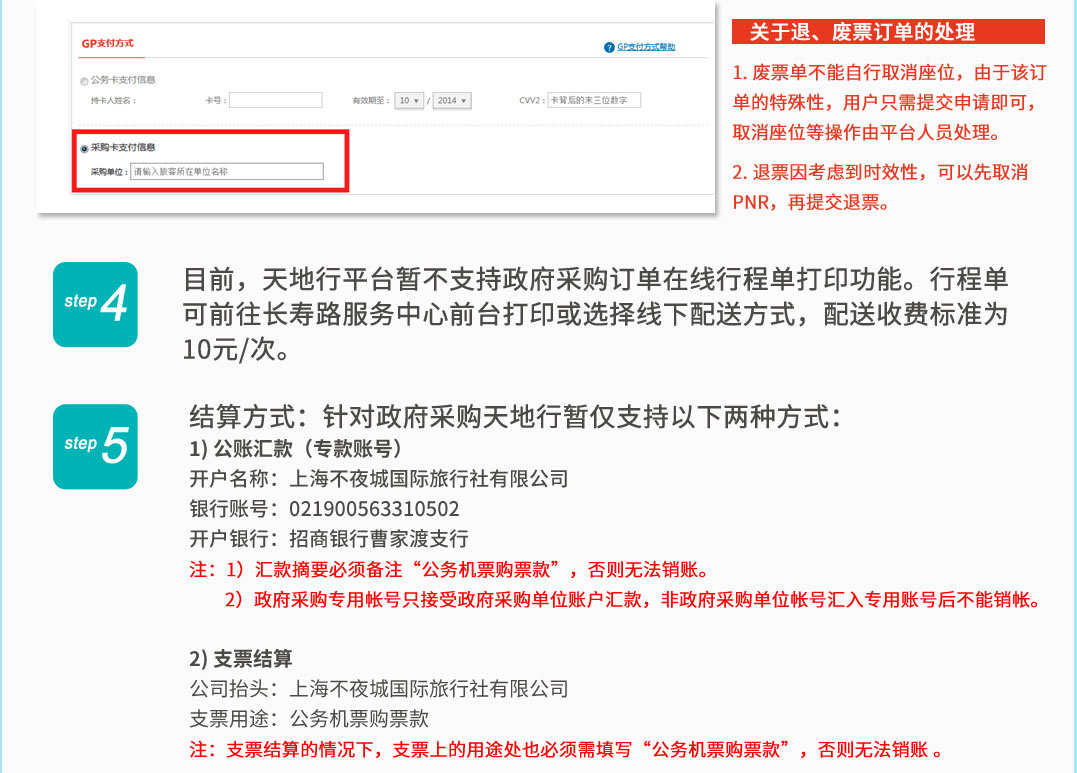 GP支付方式
GP支付方式帮助
公务卡支付信息
持卡人姓名：
卡号：
有效期至： 10 / 2014
CVV2： 卡背后的末三位数字
采购卡支付信息
采购单位： 请输入旅客所在单位名称
关于退、废票订单的处理
1. 废票单不能自行取消座位，由于该订
单的特殊性，用户只需提交申请即可，
取消座位等操作由平台人员处理。
2. 退票因考虑到时效性，可以先取消
PNR，再提交退票。
step 4
目前，天地行平台暂不支持政府采购订单在线行程单打印功能。行程单
可前往长寿路服务中心前台打印或选择线下配送方式，配送收费标准为
10元/次。
step 5
结算方式：针对政府采购天地行暂仅支持以下两种方式：
1) 公账汇款（专款账号）
开户名称：上海不夜城国际旅行社有限公司
银行账号：021900563310502
开户银行：招商银行曹家渡支行
注：1）汇款摘要必须备注“公务机票购票款”，否则无法销账。
2）政府采购专用帐号只接受政府采购单位账户汇款，非政府采购单位帐号汇入专用账号后不能销帐。
2) 支票结算
公司抬头：上海不夜城国际旅行社有限公司
支票用途：公务机票购票款
注：支票结算的情况下，支票上的用途处也必须需填写“公务机票购票款”，否则无法销账 。